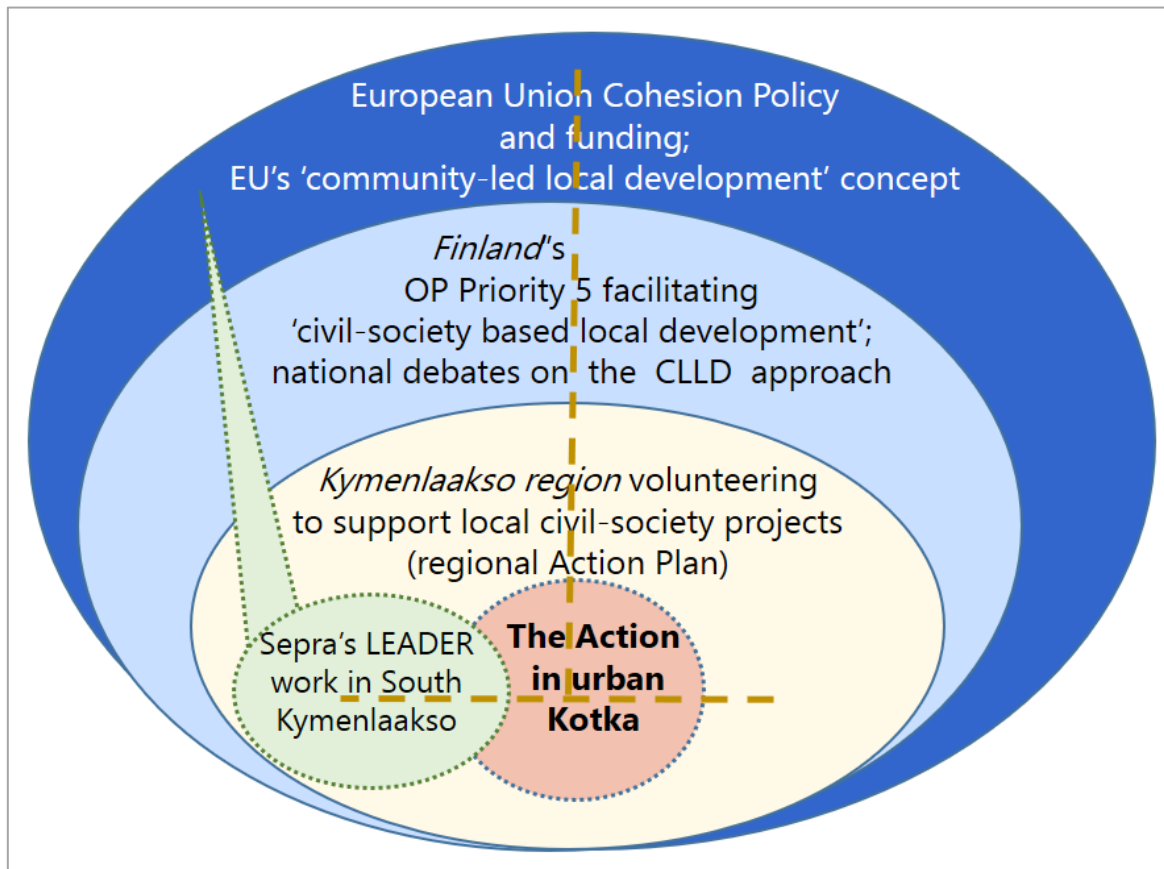 European Union Cohesion Policy
and funding;
EU's ‘community-led local development’ concept
Finland's
OP Priority 5 facilitating
‘civil-society based local development’;
national debates on the CLLD approach
Kymenlaakso region volunteering
to support local civil-society projects
(regional Action Plan)
Sepra's LEADER
work in South
Kymenlaakso
The Action
in urban
Kotka